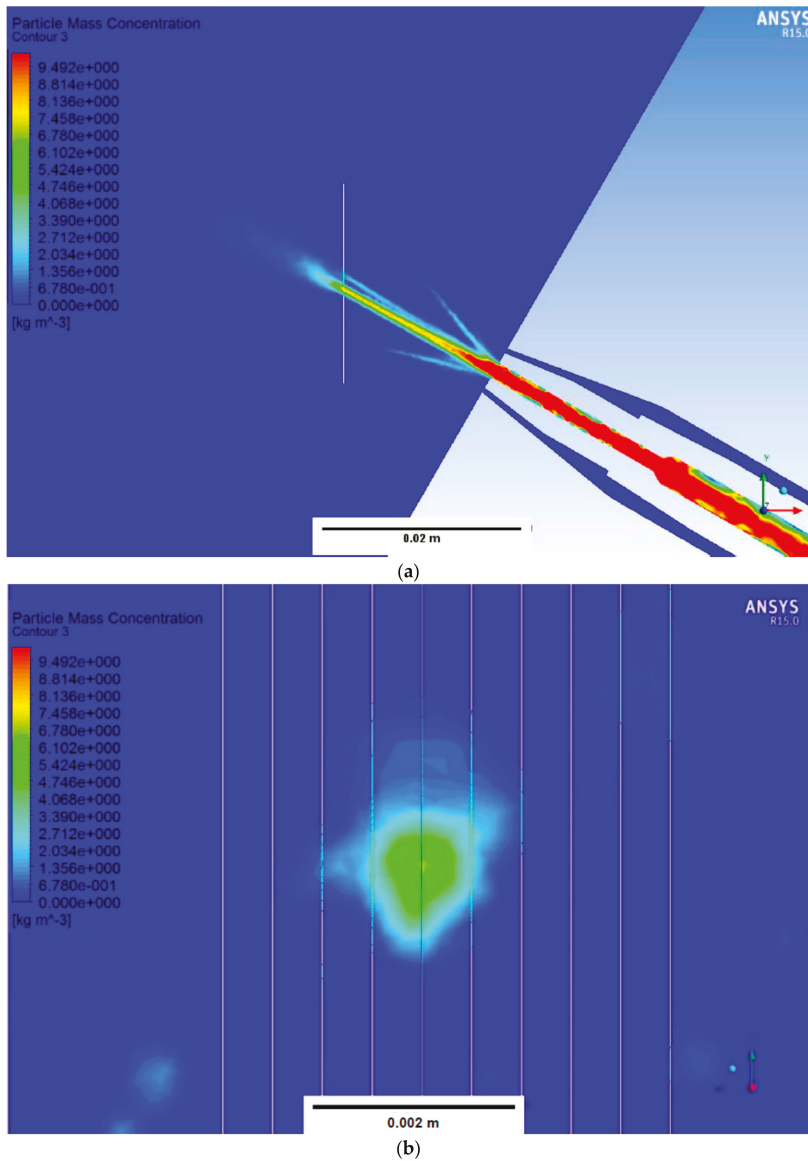 Particle Mass Concentration
Contour 3
ANSYS
R15.0
9.492e+000
8.814e+000
8.136e+000
7.458e+000
6.780e+000
6.102e+000
5.424e+000
4.746e+000
4.068e+000
3.390e+000
2.712e+000
2.034e+000
1.356e+000
6.780e-001
0.000e+000
[kg m^-3]
Y
Z
0.02 m
(a)
Particle Mass Concentration
Contour 3
ANSYS
R15.0
9.492e+000
8.814e+000
8.136e+000
7.458e+000
6.780e+000
6.102e+000
5.424e+000
4.746e+000
4.068e+000
3.390e+000
2.712e+000
2.034e+000
1.356e+000
6.780e-001
0.000e+000
[kg m^-3]
0.002 m
(b)